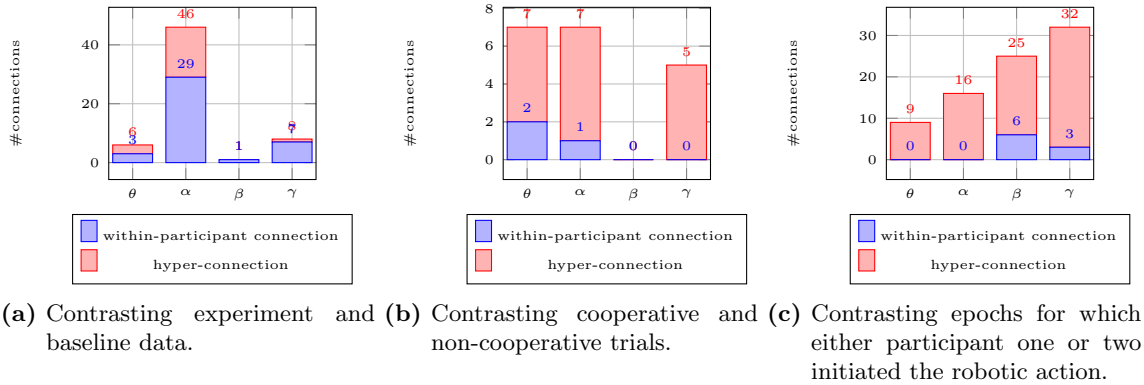 #connections
40
20
0
6
3
46
29
1
1
8
7
θ
α
β
γ
within-participant connection
hyper-connection
(a) Contrasting experiment and
baseline data.
#connections
8
6
4
2
0
7
2
7
1
0
0
5
0
θ
α
β
γ
within-participant connection
hyper-connection
(b) Contrasting cooperative and
non-cooperative trials.
#connections
30
20
10
0
9
0
16
0
25
6
32
3
θ
α
β
γ
within-participant connection
hyper-connection
(c) Contrasting epochs for which
either participant one or two
initiated the robotic action.